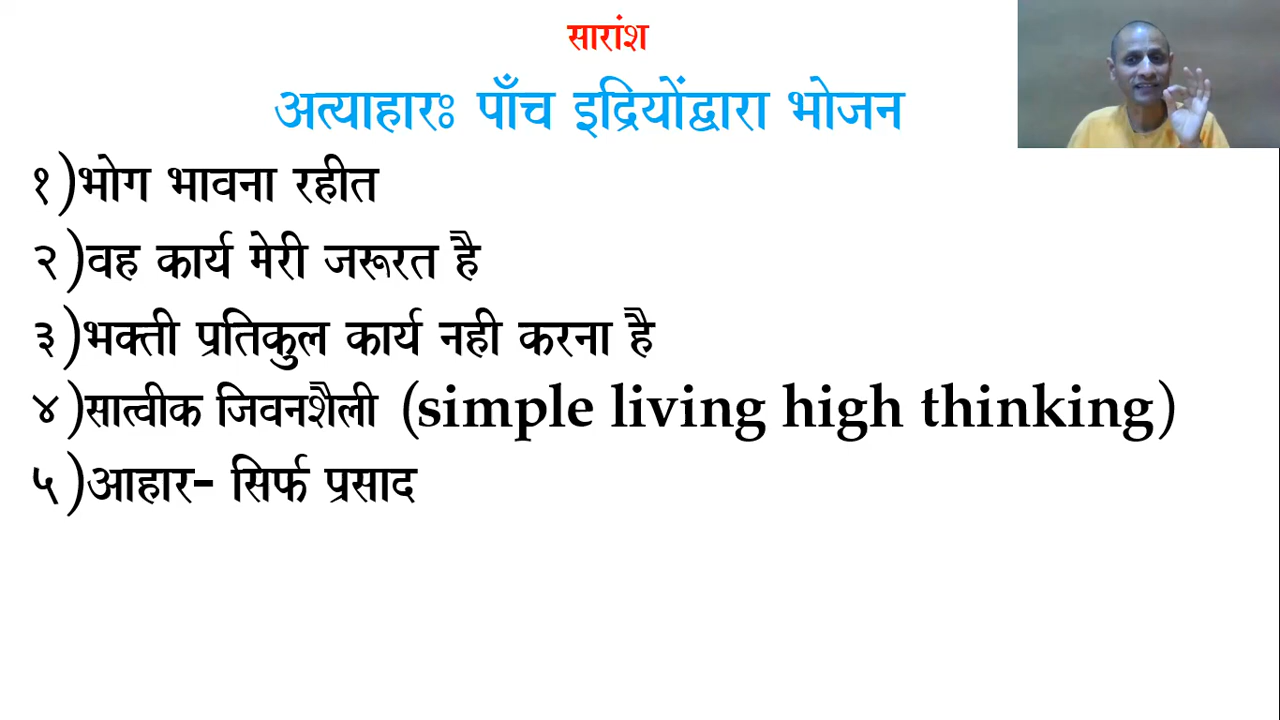 सारांश
अत्याहारः पाँच इद्रियोंद्वारा भोजन
१)भोग भावना रहीत
२)वह कार्य मेरी जरूरत है
३)भक्ती प्रतिकुल कार्य नही करना है
४)सात्वीक जिवनशैली (simple living high thinking)
५)आहार- सिर्फ प्रसाद